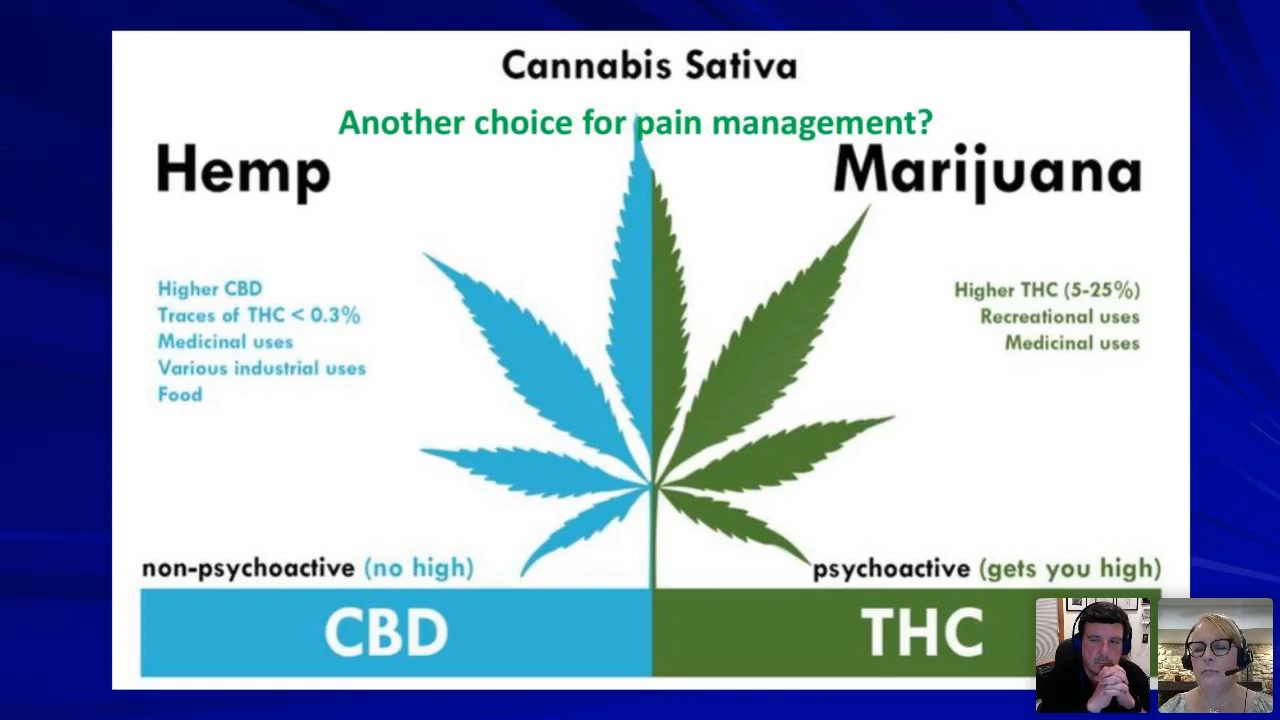 Cannabis Sativa
Another choice for pain management?
Hemp
Marijuana
Higher CBD
Traces of THC < 0.3%
Medicinal uses
Various industrial uses
Food
Higher THC (5-25%)
Recreational uses
Medicinal uses
non-psychoactive (no high)
psychoactive (gets you high)
CBD
THC